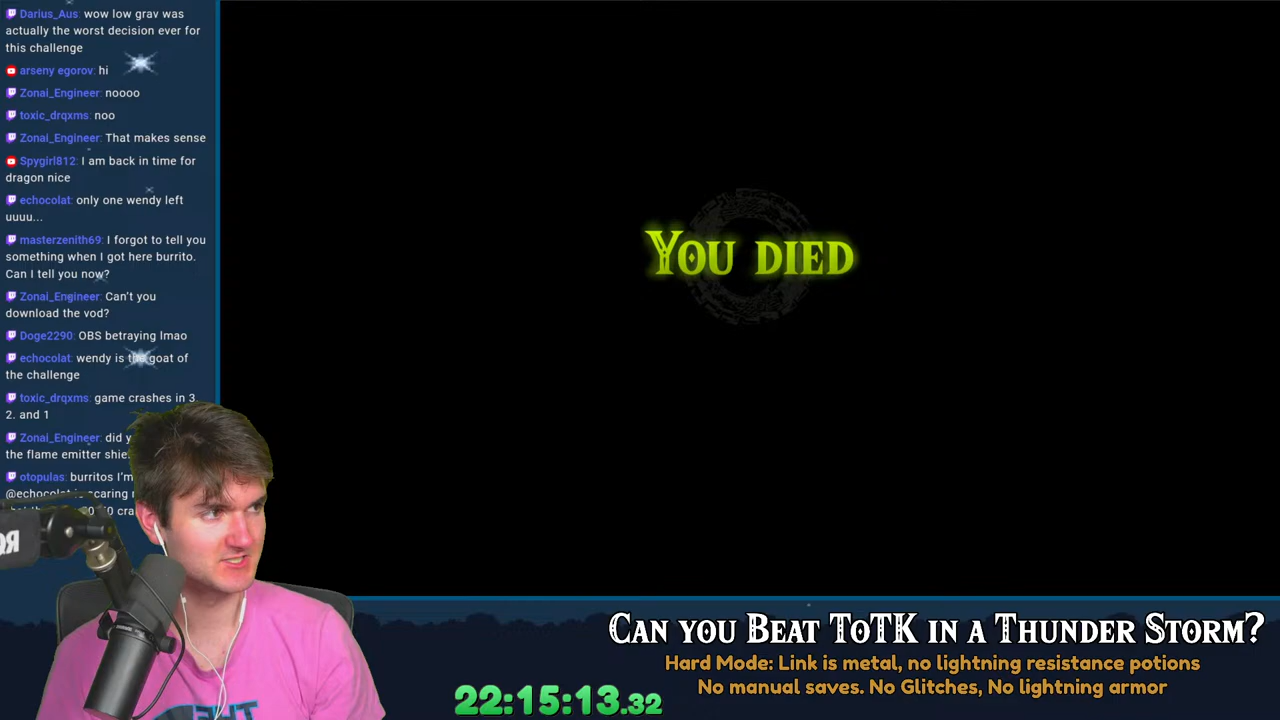 Darius_Aus: wow low grav was
actually the worst decision ever for
this challenge
arseny egorov: hi
Zonai_Engineer: noooo
toxic_drqxms: noo
Zonai_Engineer: That makes sense
Spygirl812: I am back in time for
dragon nice
echocolat: only one wendy left
uuuu...
masterzenith69: I forgot to tell you
something when I got here burrito.
Can I tell you now?
Zonai_Engineer: Can't you
download the vod?
Doge2290: OBS betraying lmao
echocolat: wendy is the goat of
the challenge
toxic_drqxms: game crashes in 3,
2. and 1
Zonai_Engineer: did
the flame emitter
otopulas: burritos I'm
@echocolat
You died
Can you Beat ToTK in a Thunder Storm?
Hard Mode: Link is metal, no lightning resistance potions
No manual saves. No Glitches, No lightning armor
22:15:13.32